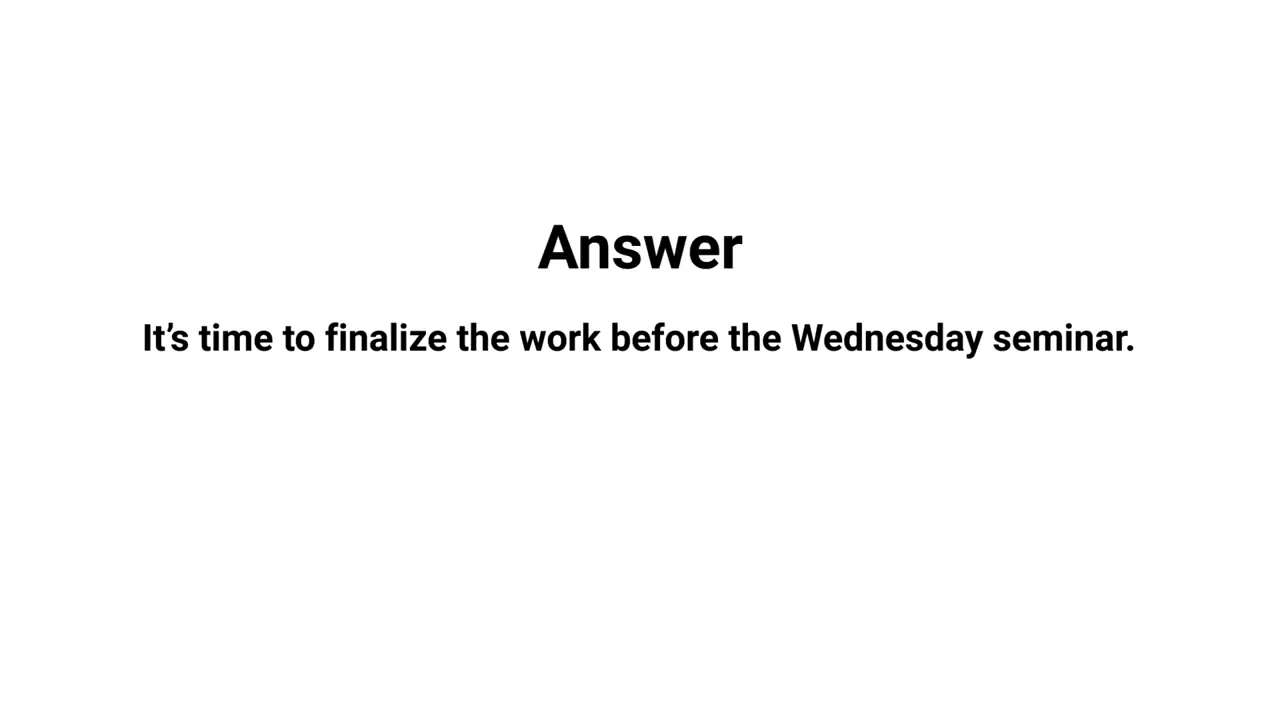 Answer
It’s time to finalize the work before the Wednesday seminar.